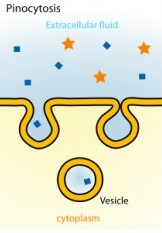 Pinocytosis
Extracellular fluid
Vesicle
cytoplasm